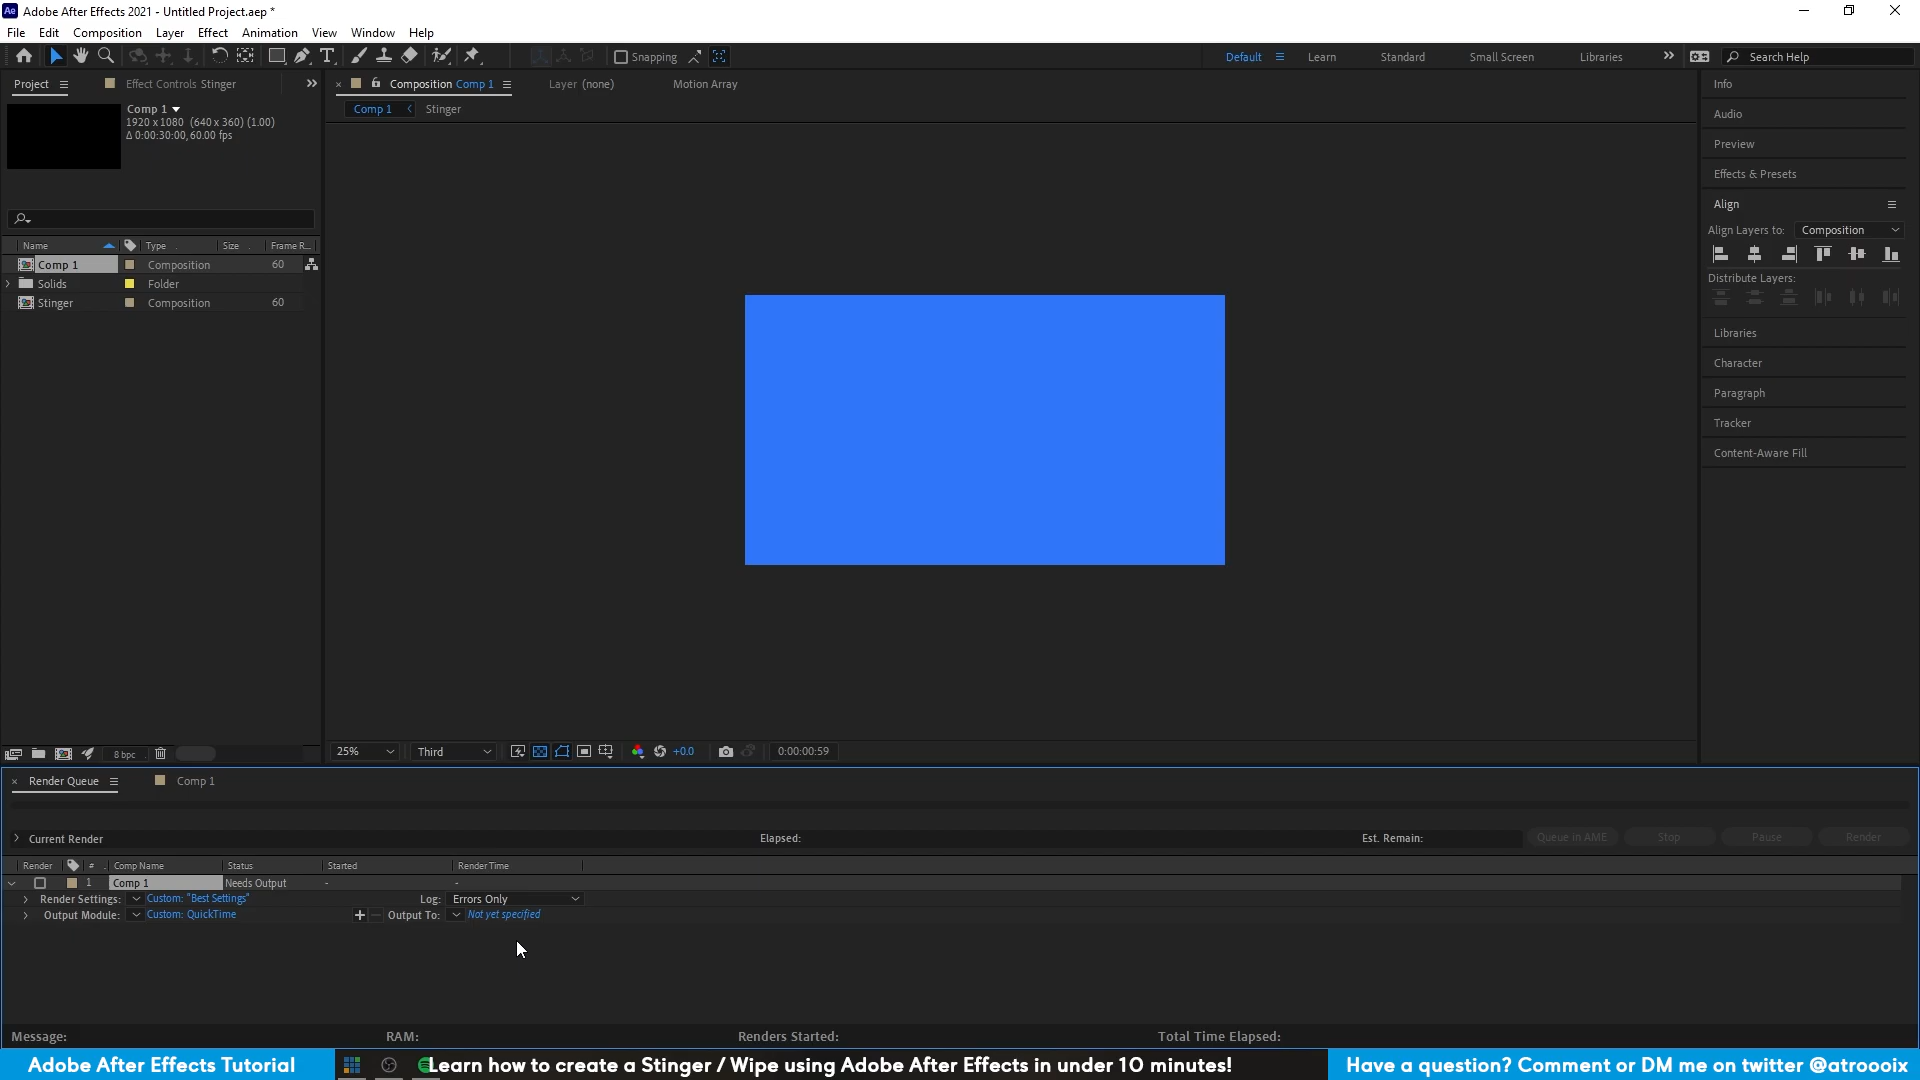 Ae Adobe After Effects 2021 - Untitled Project.aep *
File Edit Composition Layer Effect Animation View Window Help
Snapping
Default Learn Standard Small Screen Libraries Search Help
Project Effect Controls Stinger
Composition Comp 1 Layer (none) Motion Array
Comp 1 Stinger
Comp 1
1920 x 1080 (640 x 360) (1.00)
Δ 0:00:30:00, 60.00 fps
Name Type Size Frame R...
Comp 1 Composition 60
Solids Folder
Stinger Composition 60
8 bpc
25% Third +0.0 0:00:00:59
Info
Audio
Preview
Effects & Presets
Align
Align Layers to: Composition
Distribute Layers:
Libraries
Character
Paragraph
Tracker
Content-Aware Fill
Render Queue Comp 1
Current Render Elapsed: Est. Remain: Queue in AME Stop Pause Render
Render # Comp Name Status Started Render Time
1 Comp 1 Needs Output - -
Render Settings: Custom: "Best Settings" Log: Errors Only
Output Module: Custom: QuickTime Output To: Not yet specified
Message: RAM: Renders Started: Total Time Elapsed:
Adobe After Effects Tutorial
Learn how to create a Stinger / Wipe using Adobe After Effects in under 10 minutes!
Have a question? Comment or DM me on twitter @atroooix